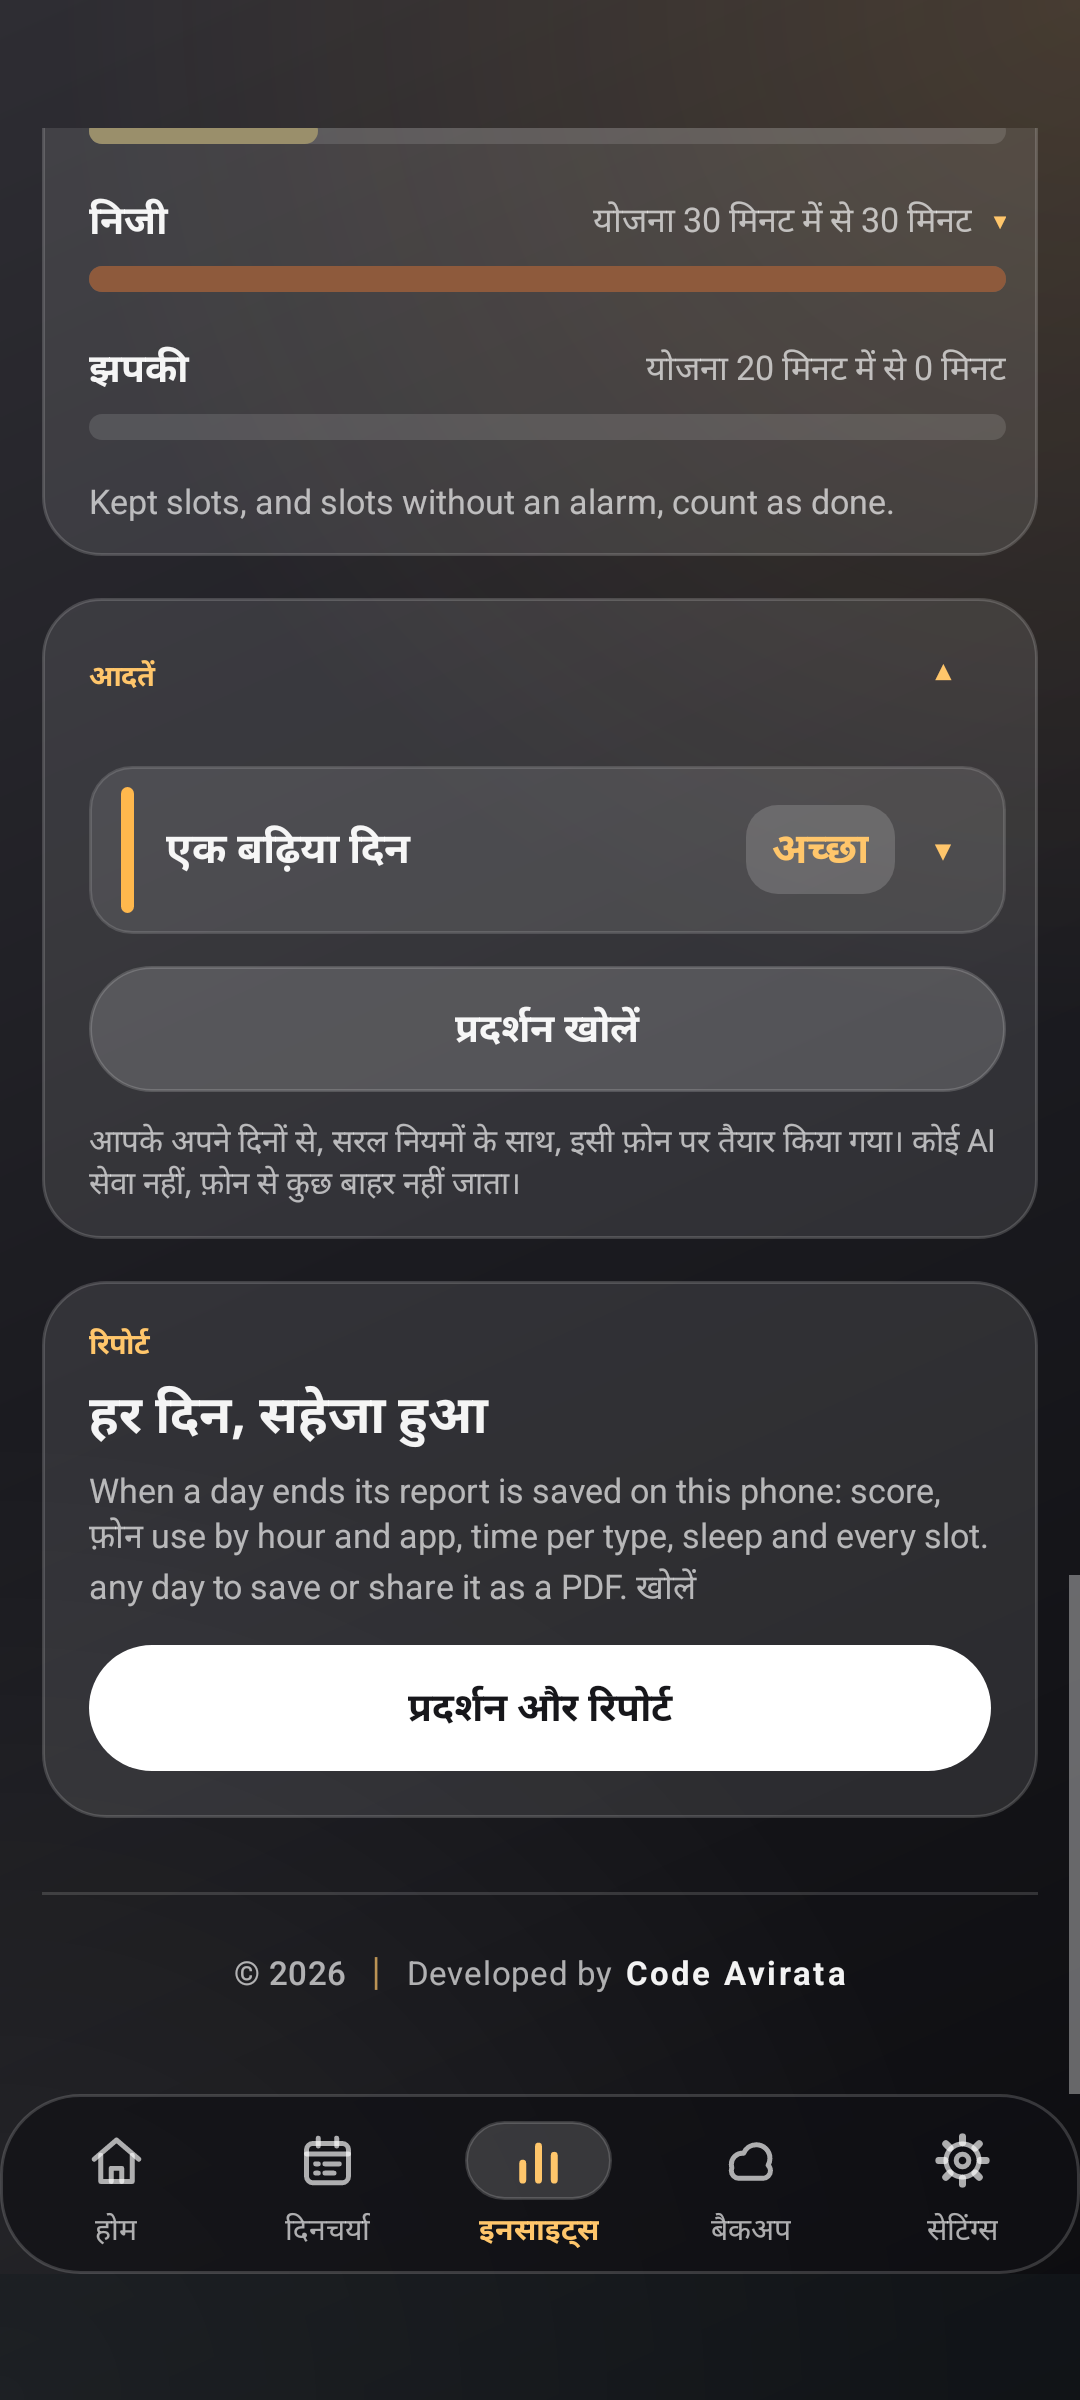 निजी
योजना 30 मिनट में से 30 मिनट
झपकी
योजना 20 मिनट में से 0 मिनट
Kept slots, and slots without an alarm, count as done.
आदतें
एक बढ़िया दिन
अच्छा
प्रदर्शन खोलें
आपके अपने दिनों से, सरल नियमों के साथ, इसी फ़ोन पर तैयार किया गया। कोई AI
सेवा नहीं, फ़ोन से कुछ बाहर नहीं जाता।
रिपोर्ट
हर दिन, सहेजा हुआ
When a day ends its report is saved on this phone: score,
फ़ोन use by hour and app, time per type, sleep and every slot.
any day to save or share it as a PDF. खोलें
प्रदर्शन और रिपोर्ट
© 2026 | Developed by Code Avirata
होम
दिनचर्या
इनसाइट्स
बैकअप
सेटिंग्स